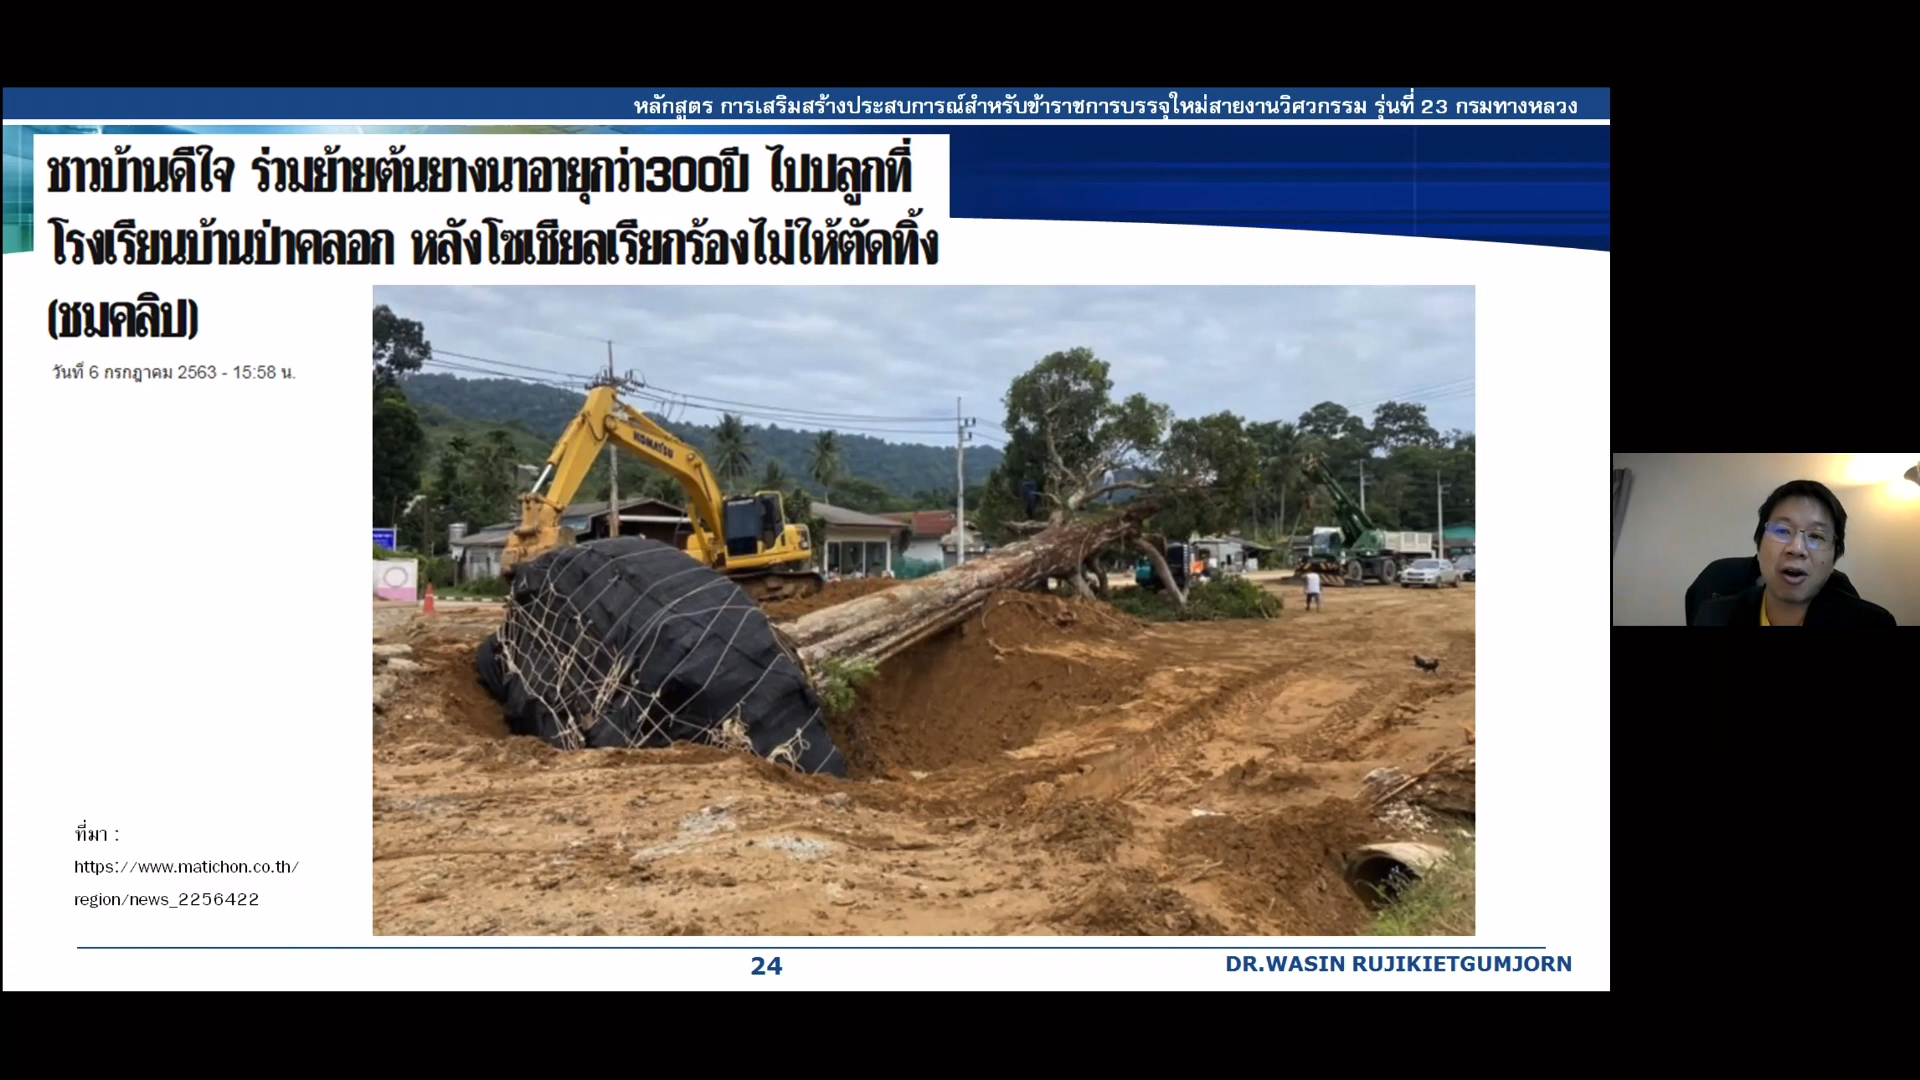 หลักสูตร การเสริมสร้างประสบการณ์สำหรับข้าราชการบรรจุใหม่สายงานวิศวกรรม รุ่นที่ 23 กรมทางหลวง
ชาวบ้านดีใจ ร่วมย้ายต้นยางนาอายุกว่า300ปี ไปปลูกที่
โรงเรียนบ้านป่าคลอก หลังโซเชียลเรียกร้องไม่ให้ตัดทิ้ง
(ชมคลิป)
วันที่ 6 กรกฎาคม 2563 - 15:58 น.
KOMATSU
ที่มา :
https://www.matichon.co.th/
region/news_2256422
24
DR.WASIN RUJIKIETGUMJORN